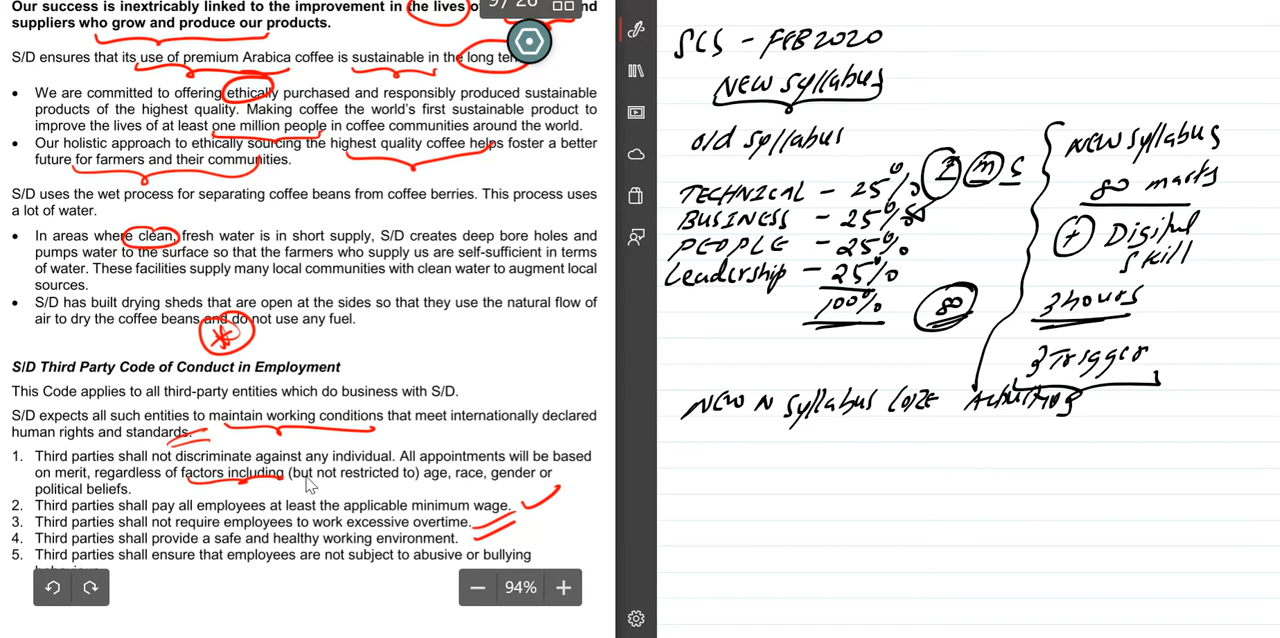 Our success is inextricably linked to the improvement in the lives o nd
suppliers who grow and produce our products.
S/D ensures that its use of premium Arabica coffee is sustainable in the long te
We are committed to offering ethically purchased and responsibly produced sustainable
products of the highest quality. Making coffee the world's first sustainable product to
improve the lives of at least one million people in coffee communities around the world.
Our holistic approach to ethically sourcing the highest quality coffee helps foster a better
future for farmers and their communities.
S/D uses the wet process for separating coffee beans from coffee berries. This process uses
a lot of water.
In areas where clean, fresh water is in short supply, S/D creates deep bore holes and
pumps water to the surface so that the farmers who supply us are self-sufficient in terms
of water. These facilities supply many local communities with clean water to augment local
sources.
S/D has built drying sheds that are open at the sides so that they use the natural flow of
air to dry the coffee beans and do not use any fuel.
S/D Third Party Code of Conduct in Employment
This Code applies to all third-party entities which do business with S/D.
S/D expects all such entities to maintain working conditions that meet internationally declared
human rights and standards.
1. Third parties shall not discriminate against any individual. All appointments will be based
on merit, regardless of factors including (but not restricted to) age, race, gender or
political beliefs.
2. Third parties shall pay all employees at least the applicable minimum wage.
3. Third parties shall not require employees to work excessive overtime.
4. Third parties shall provide a safe and healthy working environment.
5. Third parties shall ensure that employees are not subject to abusive or bullying
94%
SCS - FEB 2020
NEW Syllabus
old syllabus
TECHNICAL - 25%
BUSINESS - 25%
PEOPLE - 25%
Leadership - 25%
100%
80
NEW Syllabus
80 marks
+ Digital
Skill
3 hours
3 Trigger
NEW N Syllabus CORE Activities